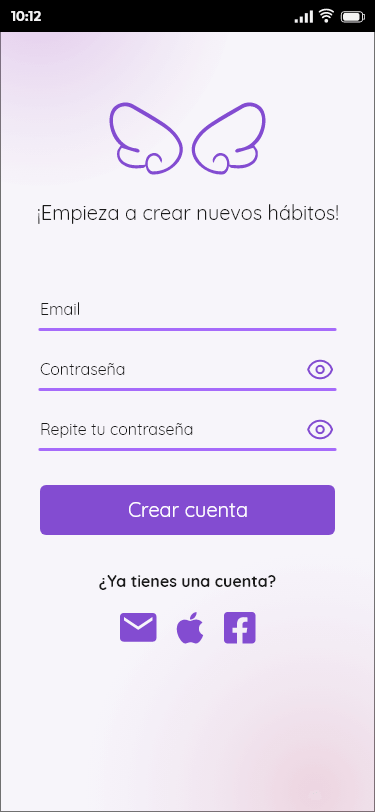 10:12
¡Empieza a crear nuevos hábitos!
Email
Contraseña
Repite tu contraseña
Crear cuenta
¿Ya tienes una cuenta?